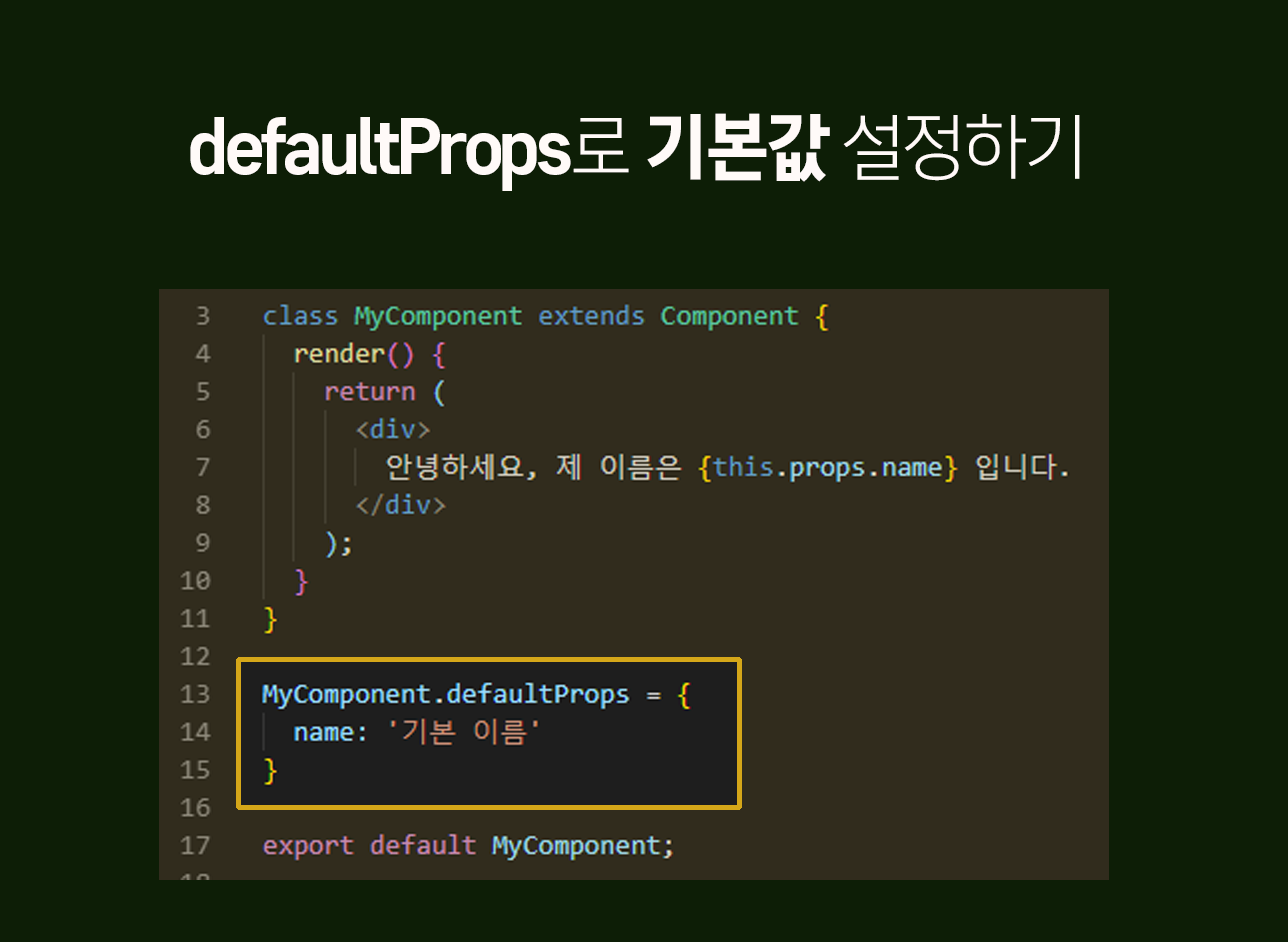 defaultProps로 기본값 설정하기
3 class MyComponent extends Component {
4 render() {
5 return (
6 <div>
7 안녕하세요, 제 이름은 {this.props.name} 입니다.
8 </div>
9 );
10 }
11 }
12
13 MyComponent.defaultProps = {
14 name: '기본 이름'
15 }
16
17 export default MyComponent;